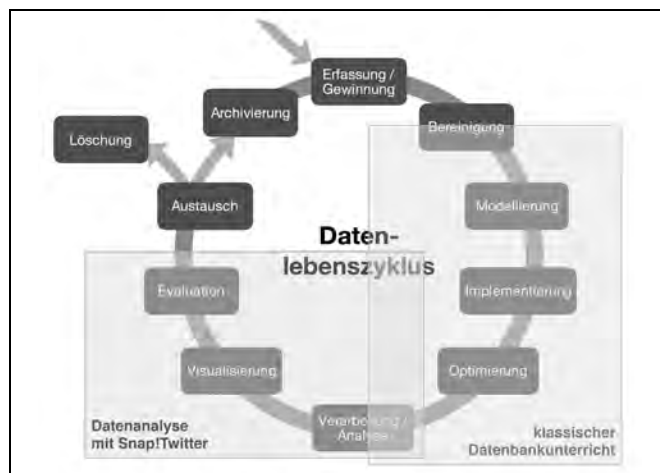 Erfassung /
Gewinnung
Archivierung
Bereinigung
Löschung
Austausch
Modellierung
Daten-
lebenszyklus
Evaluation
Implementierung
Visualisierung
Optimierung
Datenanalyse
mit Snap!Twitter
Verarbeitung /
Analyse
klassischer
Datenbankunterricht